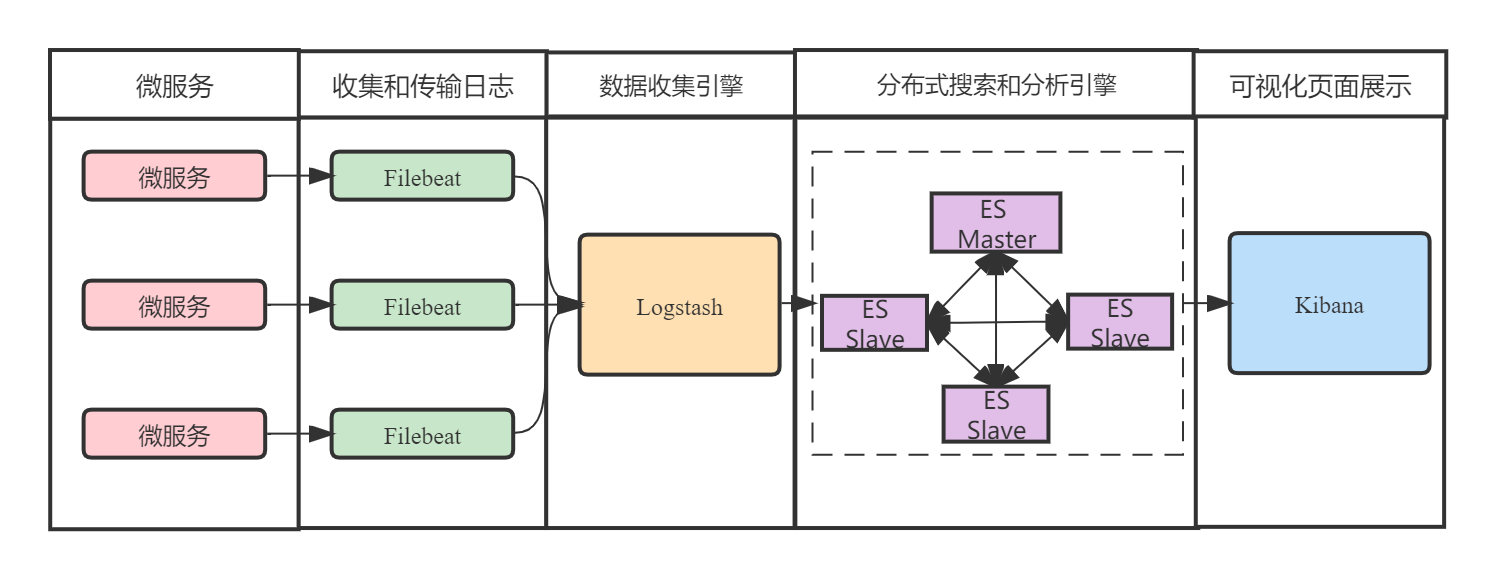 微服务
收集和传输日志
数据收集引擎
分布式搜索和分析引擎
可视化页面展示
微服务
Filebeat
微服务
Filebeat
微服务
Filebeat
Logstash
ES
Master
ES
Slave
ES
Slave
ES
Slave
Kibana